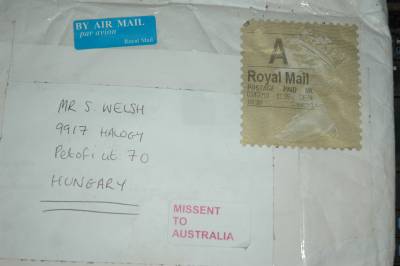 BY AIR MAIL
par avion
Royal Mail
A
Royal Mail
POSTAGE PAID UK
MR S. WELSH
9917 HALOGY
Petofi ut 70
HUNGARY
MISSENT
TO
AUSTRALIA